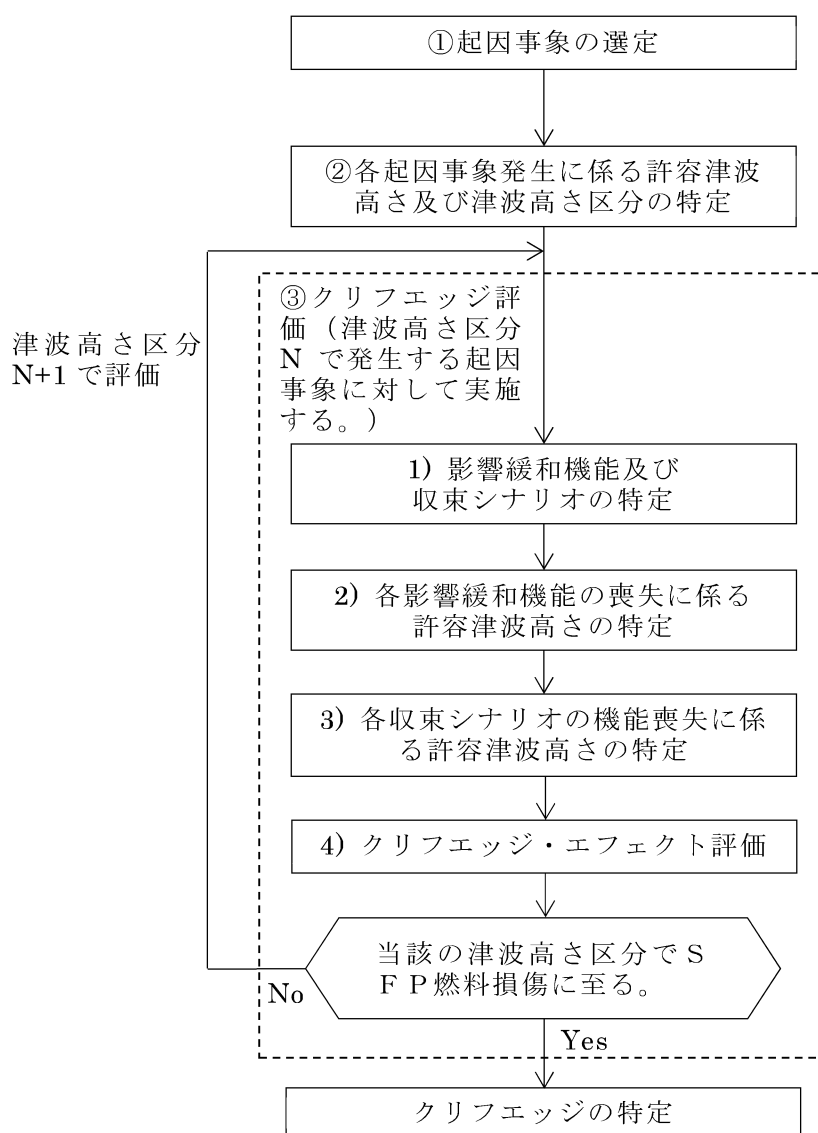 ①起因事象の選定
②各起因事象発生に係る許容津波
高さ及び津波高さ区分の特定
③クリフエッジ評
価（津波高さ区分
N で発生する起因
事象に対して実施
する。）
津波高さ区分
N+1 で評価
1) 影響緩和機能及び
収束シナリオの特定
2) 各影響緩和機能の喪失に係る
許容津波高さの特定
3) 各収束シナリオの機能喪失に係
る許容津波高さの特定
4) クリフエッジ・エフェクト評価
当該の津波高さ区分でＳ
ＦＰ燃料損傷に至る。
No
Yes
クリフエッジの特定